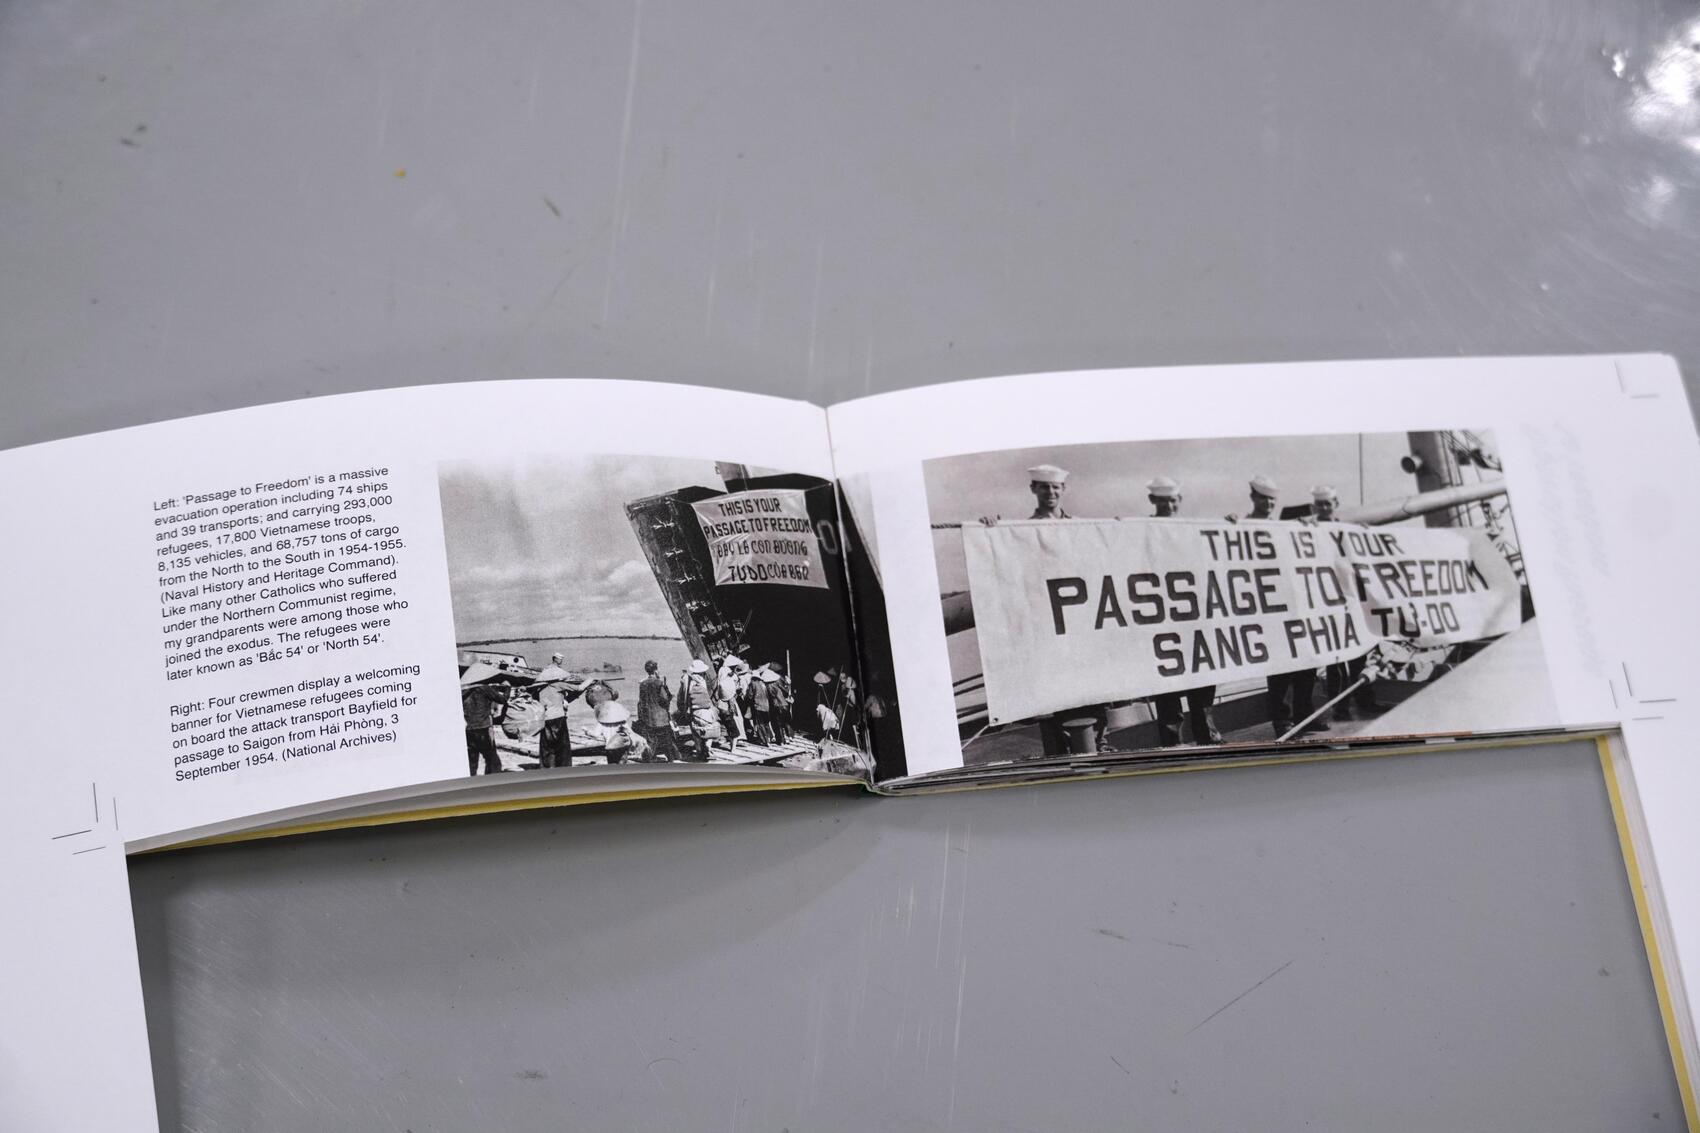 Left: 'Passage to Freedom' is a massive
evacuation operation including 74 ships
and 39 transports; and carrying 293,000
refugees, 17,800 Vietnamese troops,
8,135 vehicles, and 68,757 tons of cargo
from the North to the South in 1954-1955.
(Naval History and Heritage Command).
Like many other Catholics who suffered
under the Northern Communist regime,
my grandparents were among those who
joined the exodus. The refugees were
later known as 'Bắc 54' or 'North 54'.
Right: Four crewmen display a welcoming
banner for Vietnamese refugees coming
on board the attack transport Bayfield for
passage to Saigon from Hải Phòng, 3
September 1954. (National Archives)
THIS IS YOUR
PASSAGE TO FREEDOM
CON ĐUONG
TỰ DO
THIS IS YOUR
PASSAGE TO FREEDOM
SANG PHIÁ TỰ-DO